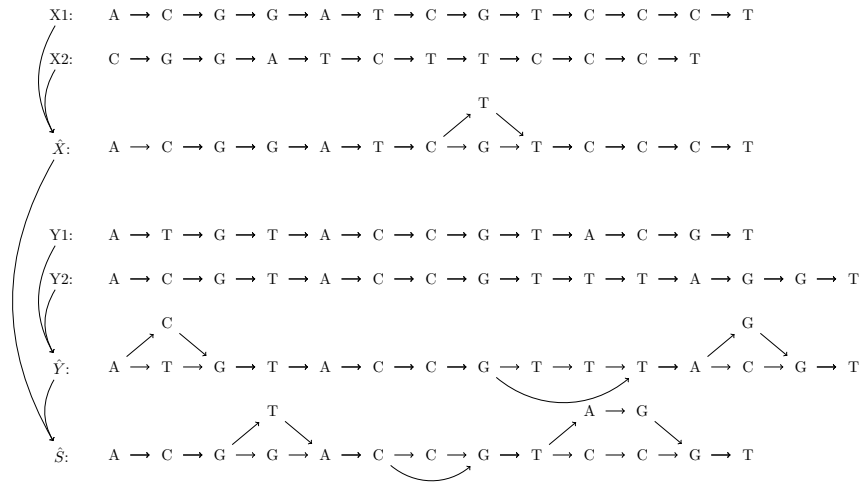 X1: A → C → G → G → A → T → C → G → T → C → C → C → T
X2: C → G → G → A → T → C → T → T → C → C → C → T
T
X̂: A → C → G → G → A → T → C → G → T → C → C → C → T
Y1: A → T → G → T → A → C → C → G → T → A → C → G → T
Y2: A → C → G → T → A → C → C → G → T → T → T → A → G → G → T
C G
Ŷ: A → T → G → T → A → C → C → G → T → T → T → A → C → G → T
T A → G
Ŝ: A → C → G → G → A → C → C → G → T → C → C → G → T